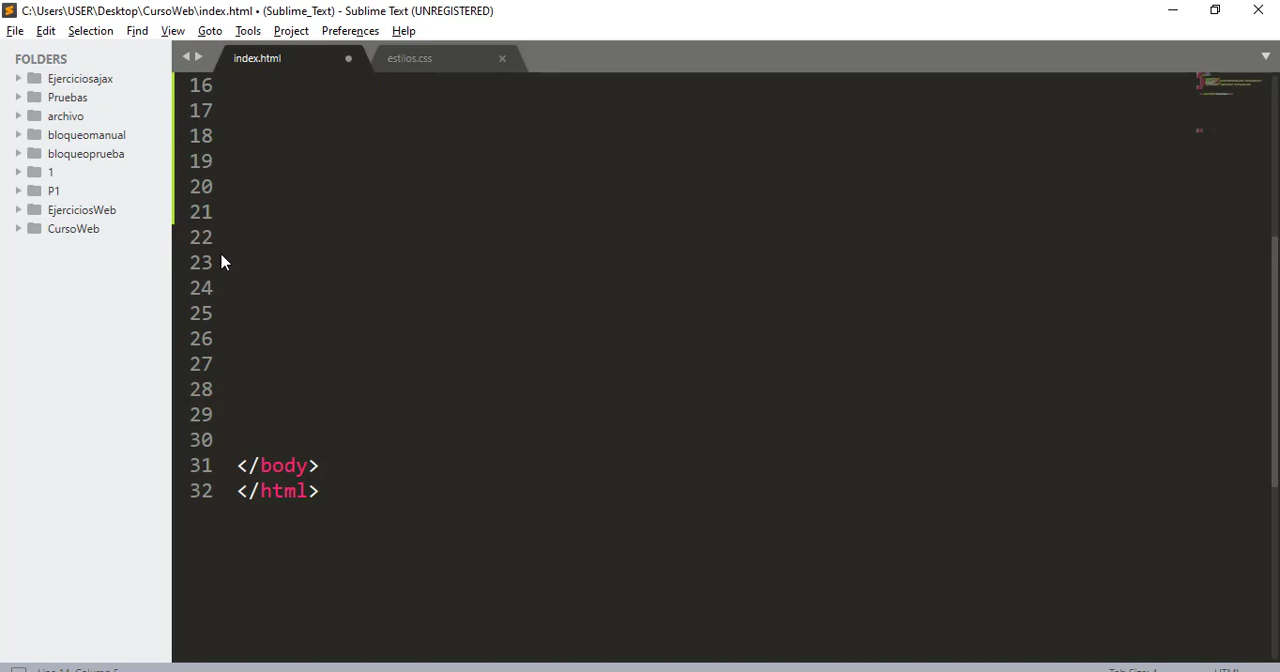 C:\Users\USER\Desktop\CursoWeb\index.html • (Sublime_Text) - Sublime Text (UNREGISTERED)
File Edit Selection Find View Goto Tools Project Preferences Help
FOLDERS
Ejerciciosajax
Pruebas
archivo
bloqueomanual
bloqueoprueba
1
P1
EjerciciosWeb
CursoWeb
index.html
estilos.css
16
17
18
19
20
21
22
23
24
25
26
27
28
29
30
31 </body>
32 </html>